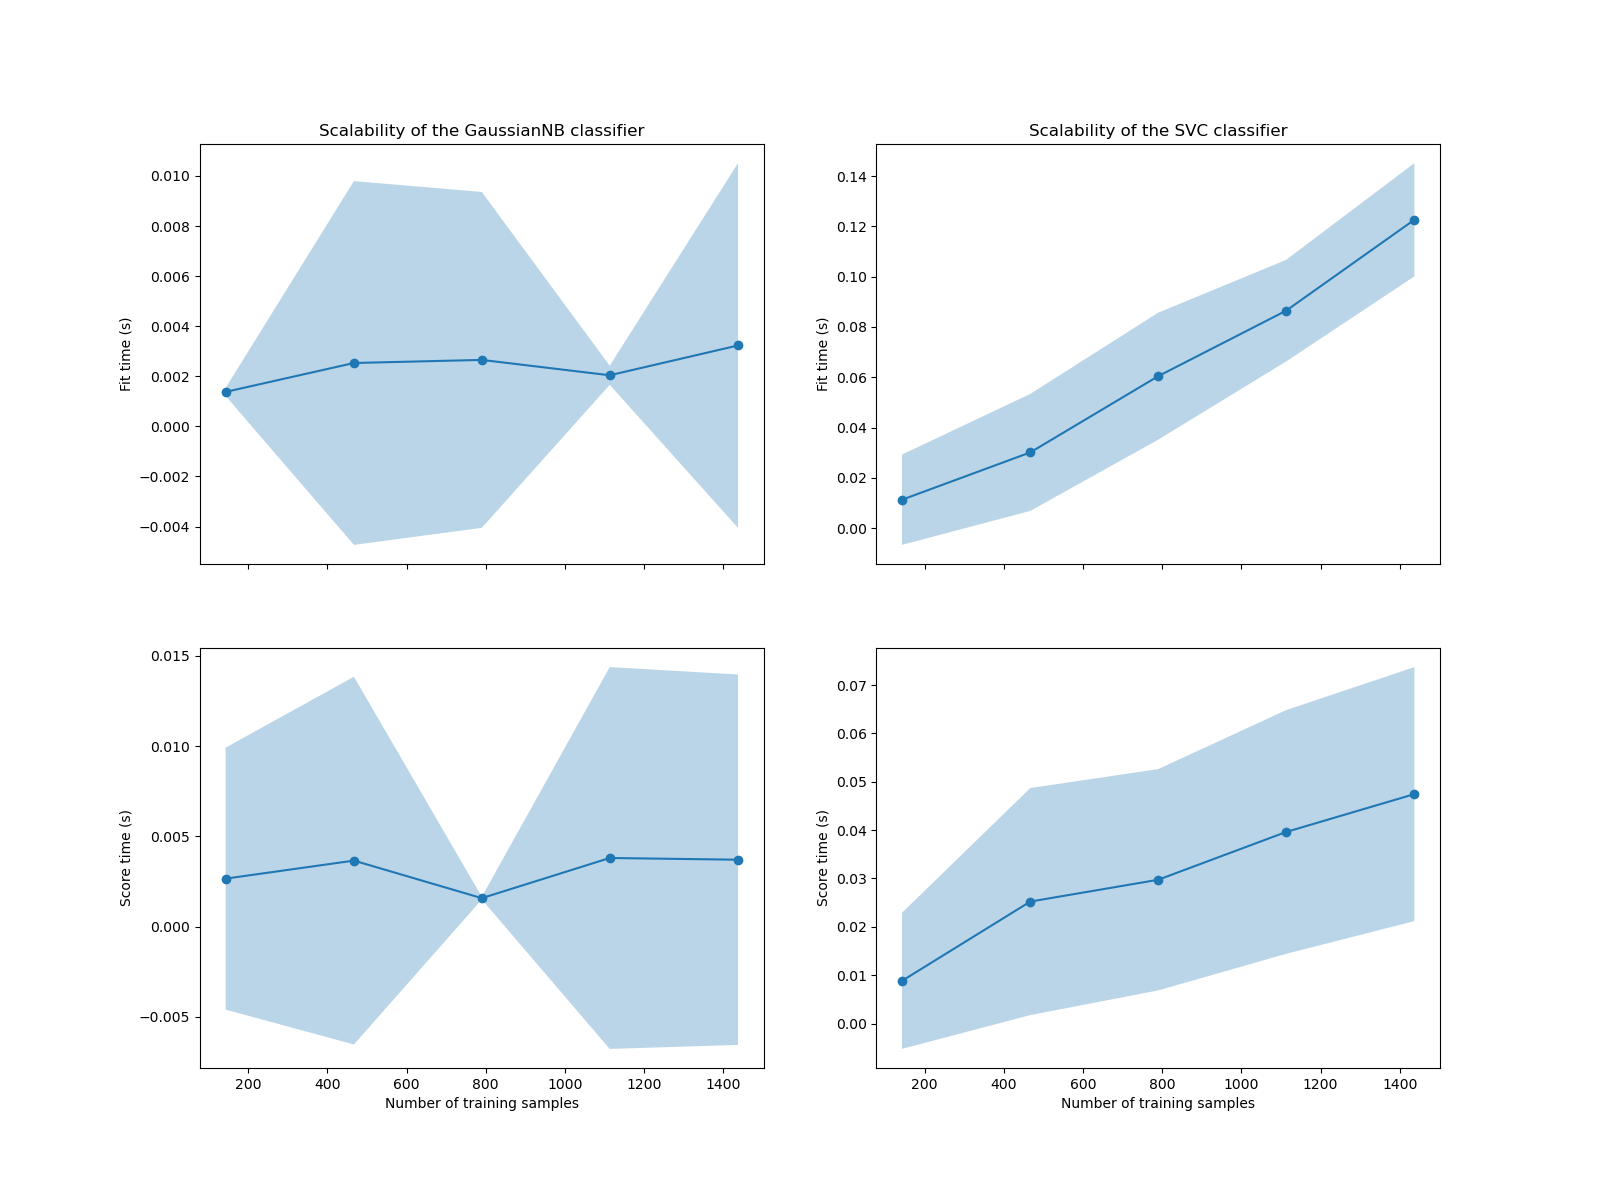 Scalability of the GaussianNB classifier
0.010
0.008
0.006
0.004
0.002
0.000
−0.002
−0.004
Fit time (s)
Scalability of the SVC classifier
0.14
0.12
0.10
0.08
0.06
0.04
0.02
0.00
Fit time (s)
0.015
0.010
0.005
0.000
−0.005
Score time (s)
200 400 600 800 1000 1200 1400
Number of training samples
0.07
0.06
0.05
0.04
0.03
0.02
0.01
0.00
Score time (s)
200 400 600 800 1000 1200 1400
Number of training samples